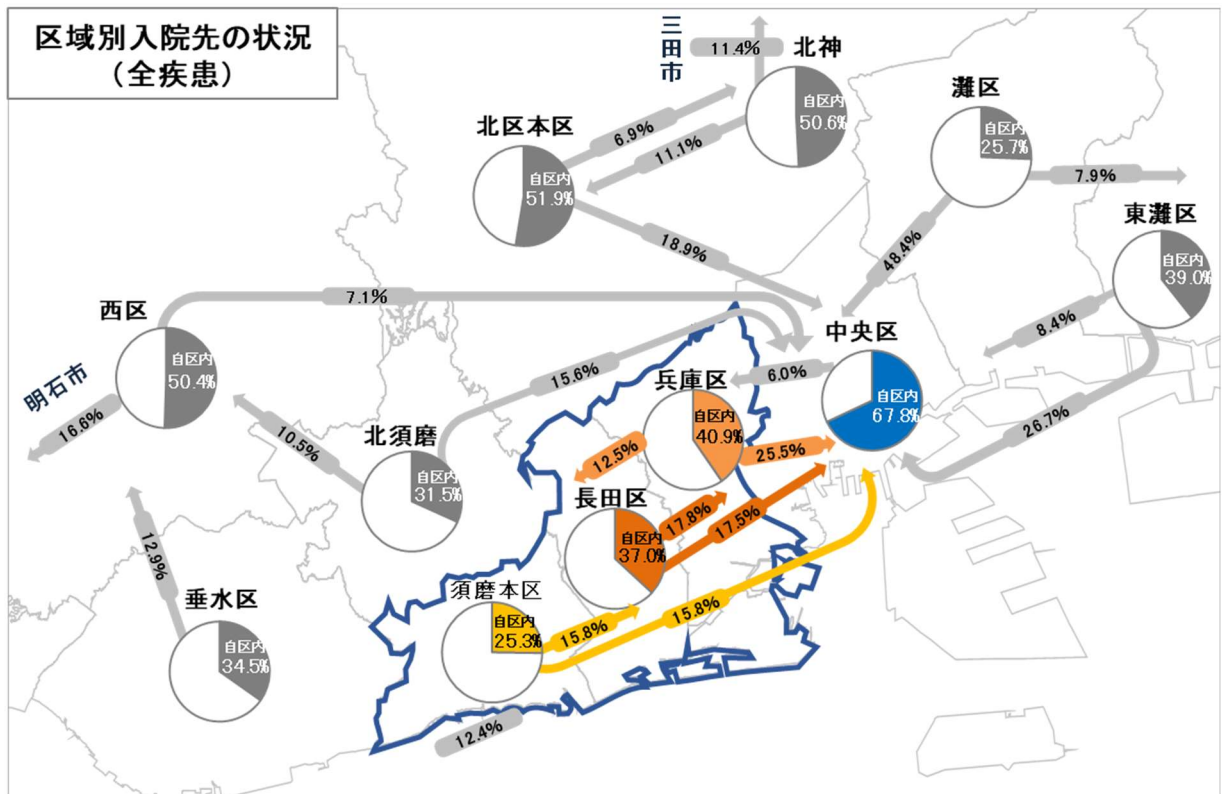 区域別入院先の状況
（全疾患）
三田市
11.4%
北神
自区内
50.6%
灘区
自区内
25.7%
7.9%
北区本区
自区内
51.9%
6.9%
11.1%
18.9%
48.4%
東灘区
自区内
39.0%
8.4%
26.7%
西区
自区内
50.4%
7.1%
明石市
16.6%
中央区
自区内
67.8%
6.0%
15.6%
10.5%
北須磨
自区内
31.5%
兵庫区
自区内
40.9%
12.5%
25.5%
長田区
自区内
37.0%
17.8%
17.5%
12.9%
垂水区
自区内
34.5%
須磨本区
自区内
25.3%
15.8%
15.8%
12.4%